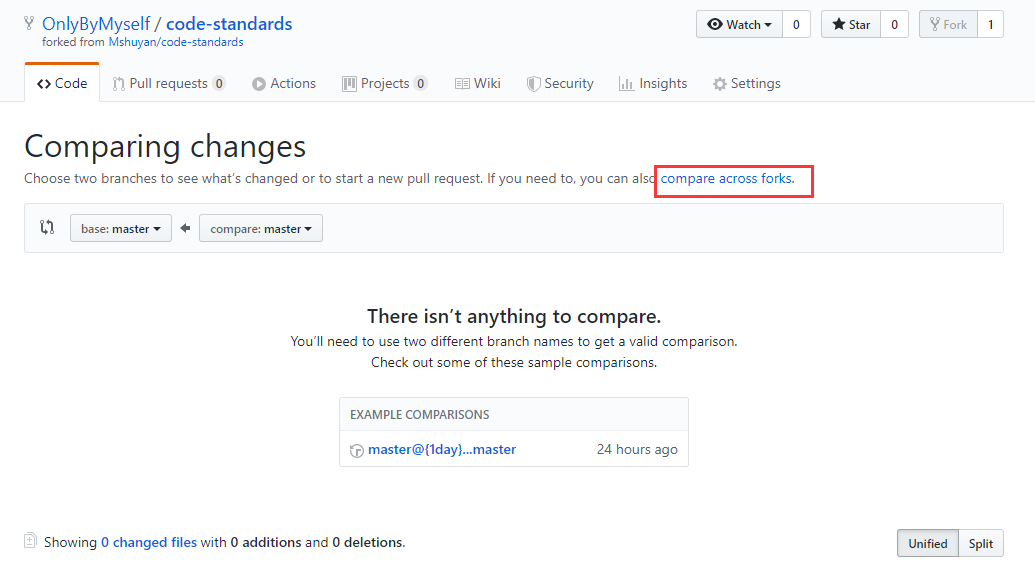 OnlyByMyself / code-standards
forked from Mshuyan/code-standards
Watch 0 Star 0 Fork 1
Code Pull requests 0 Actions Projects 0 Wiki Security Insights Settings
Comparing changes
Choose two branches to see what's changed or to start a new pull request. If you need to, you can also compare across forks.
base: master compare: master
There isn't anything to compare.
You'll need to use two different branch names to get a valid comparison.
Check out some of these sample comparisons.
EXAMPLE COMPARISONS
master@{1day}...master 24 hours ago
Showing 0 changed files with 0 additions and 0 deletions.
Unified Split